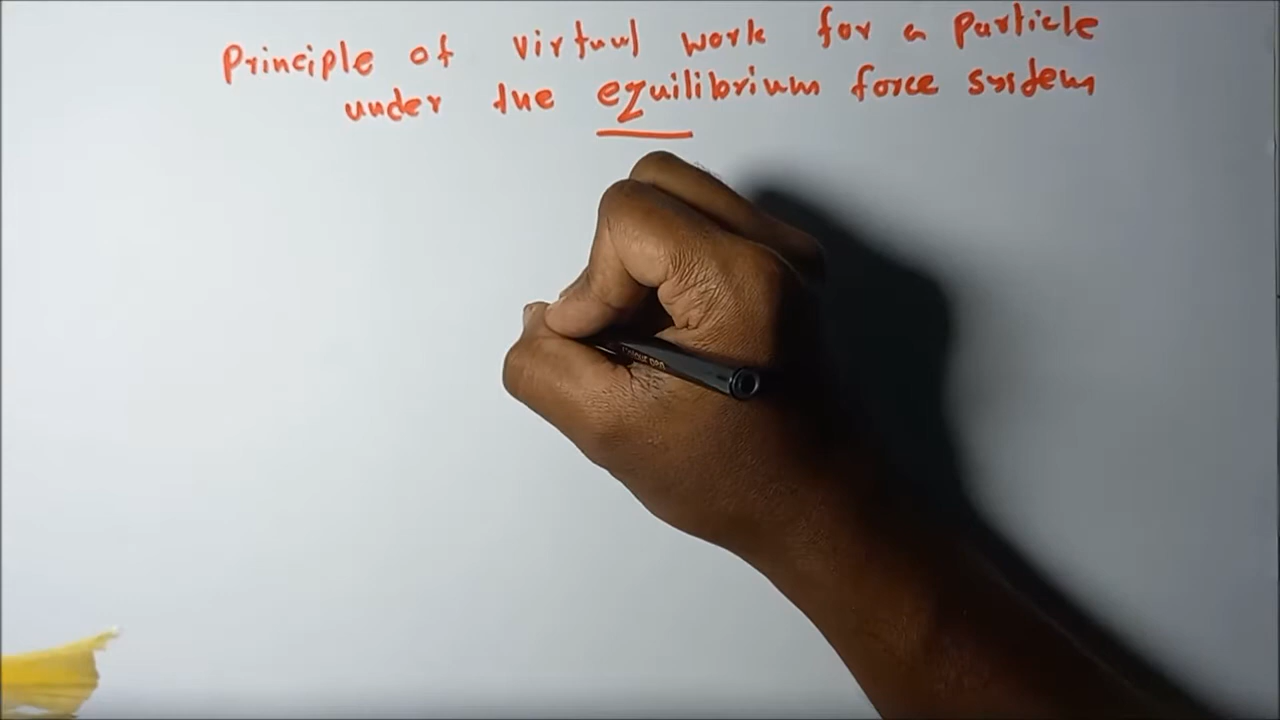 Principle of virtual work for a particle
under the equilibrium force system